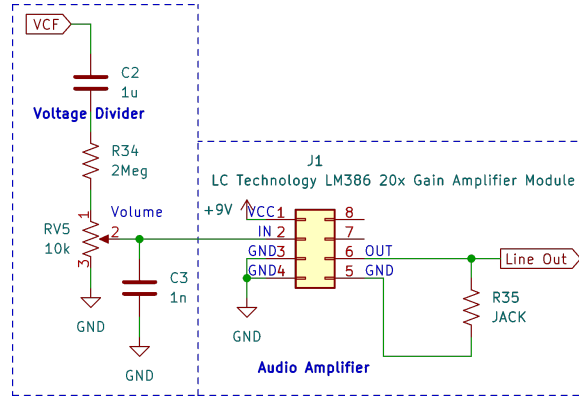 VCF
C2
1u
Voltage Divider
R34
2Meg
J1
LC Technology LM386 20x Gain Amplifier Module
1
Volume
+9V
VCC 1
8
RV5
10k
2
IN 2
7
3
GND 3
6 OUT
Line Out
GND 4
5 GND
C3
1n
R35
JACK
GND
GND
GND
Audio Amplifier